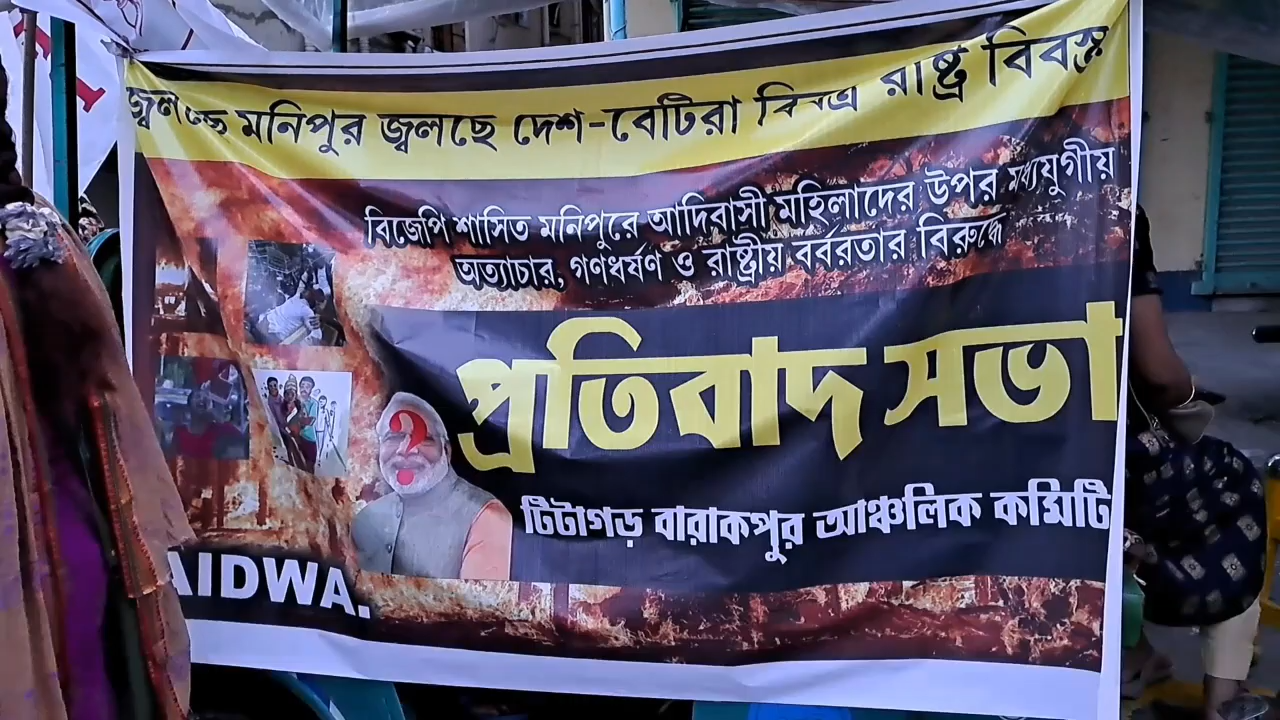 জ্বলছে মনিপুর জ্বলছে দেশ-বেটিরা বিবস্ত্র রাষ্ট্র বিবস্ত্র
বিজেপি শাসিত মনিপুরে আদিবাসী মহিলাদের উপর মধ্যযুগীয়
অত্যাচার, গণধর্ষণ ও রাষ্ট্রীয় বর্বরতার বিরুদ্ধে
প্রতিবাদ সভা
?
টিটাগড় বারাকপুর আঞ্চলিক কমিটি
AIDWA.